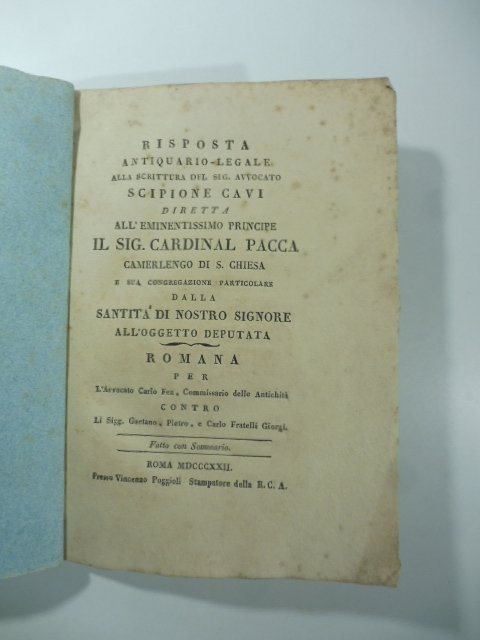 RISPOSTA
ANTIQUARIO-LEGALE
ALLA SCRITTURA DEL SIG. AVVOCATO
SCIPIONE CAVI
DIRETTA
ALL'EMINENTISSIMO PRINCIPE
IL SIG. CARDINAL PACCA
CAMERLENGO DI S. CHIESA
E SUA CONGREGAZIONE PARTICOLARE
DALLA
SANTITA' DI NOSTRO SIGNORE
ALL'OGGETTO DEPUTATA
ROMANA
PER
L'Avvocato Carlo Fea, Commissario delle Antichità
CONTRO
Li Sigg. Gaetano, Pietro, e Carlo Fratelli Giorgi.
Fatto con Sommario.
ROMA MDCCCXXII.
Presso Vincenzo Poggioli Stampatore della R. C. A.